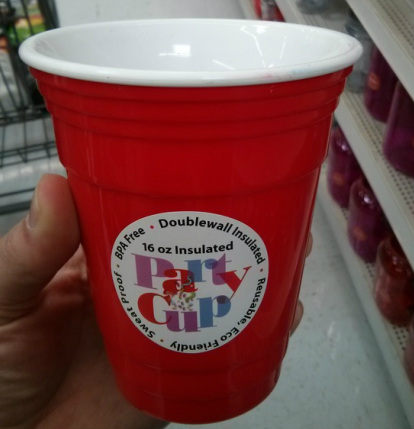 BPA Free • Doublewall Insulated • Reusable, Eco Friendly • Sweat Proof •
16 oz Insulated
Party
Cup